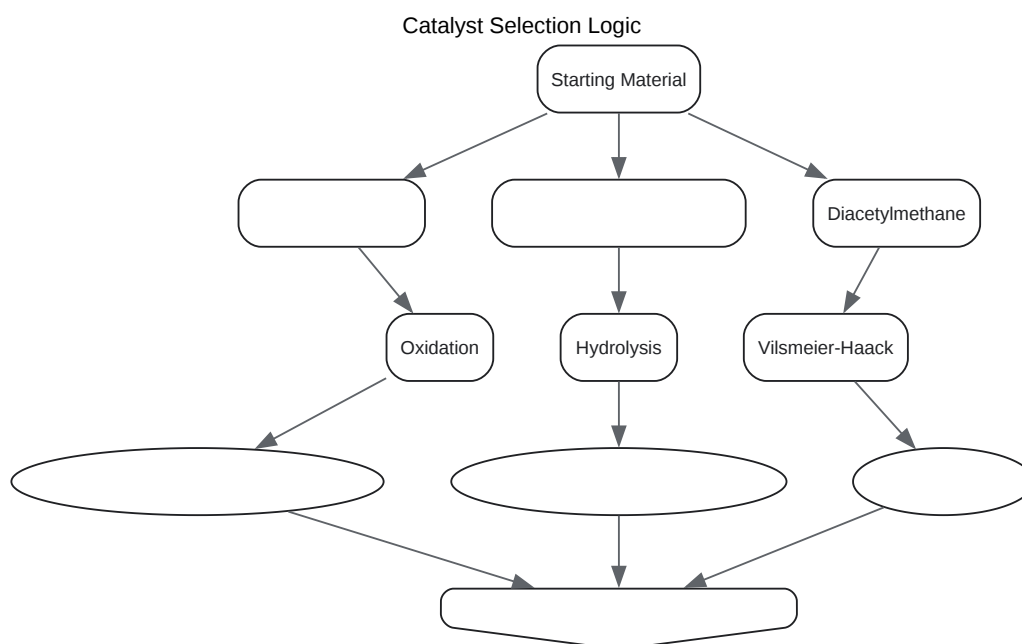 Catalyst Selection Logic
Starting Material
Diacetylmethane
Oxidation
Hydrolysis
Vilsmeier-Haack